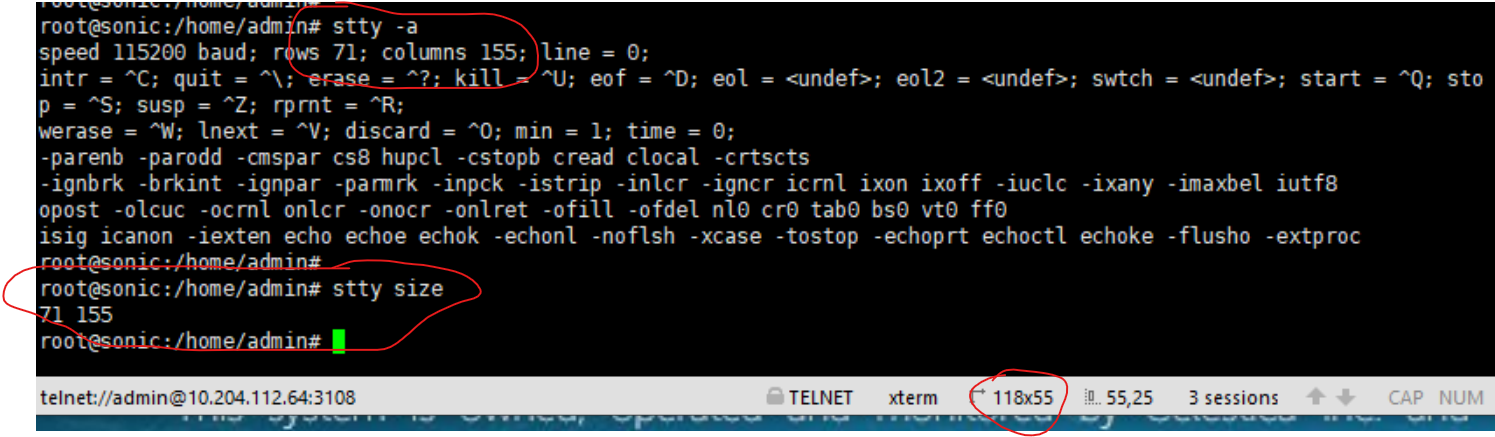 root@sonic:/home/admin#
root@sonic:/home/admin# stty -a
speed 115200 baud; rows 71; columns 155; line = 0;
intr = ^C; quit = ^\; erase = ^?; kill = ^U; eof = ^D; eol = <undef>; eol2 = <undef>; swtch = <undef>; start = ^Q; sto
p = ^S; susp = ^Z; rprnt = ^R;
werase = ^W; lnext = ^V; discard = ^O; min = 1; time = 0;
-parenb -parodd -cmspar cs8 hupcl -cstopb cread clocal -crtscts
-ignbrk -brkint -ignpar -parmrk -inpck -istrip -inlcr -igncr icrnl ixon ixoff -iuclc -ixany -imaxbel iutf8
opost -olcuc -ocrnl onlcr -onocr -onlret -ofill -ofdel nl0 cr0 tab0 bs0 vt0 ff0
isig icanon -iexten echo echoe echok -echonl -noflsh -xcase -tostop -echoprt echoctl echoke -flusho -extproc
root@sonic:/home/admin#
root@sonic:/home/admin# stty size
71 155
root@sonic:/home/admin#
telnet://admin@10.204.112.64:3108 TELNET xterm 118x55 55,25 3 sessions CAP NUM
This system is owned, operated and monitored by Celestica Inc. and